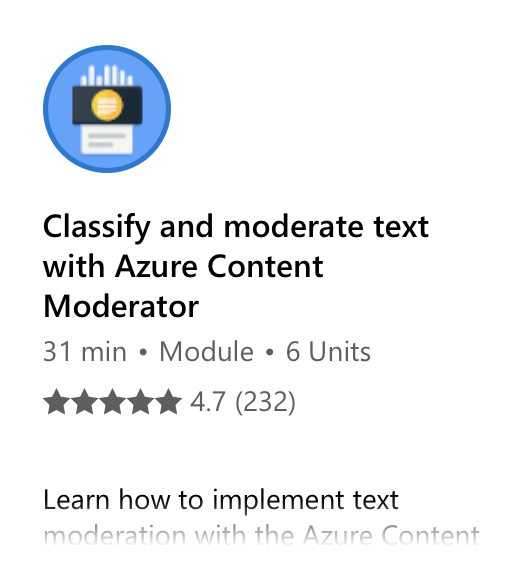 Classify and moderate text
with Azure Content
Moderator
31 min • Module • 6 Units
4.7 (232)
Learn how to implement text
moderation with the Azure Content